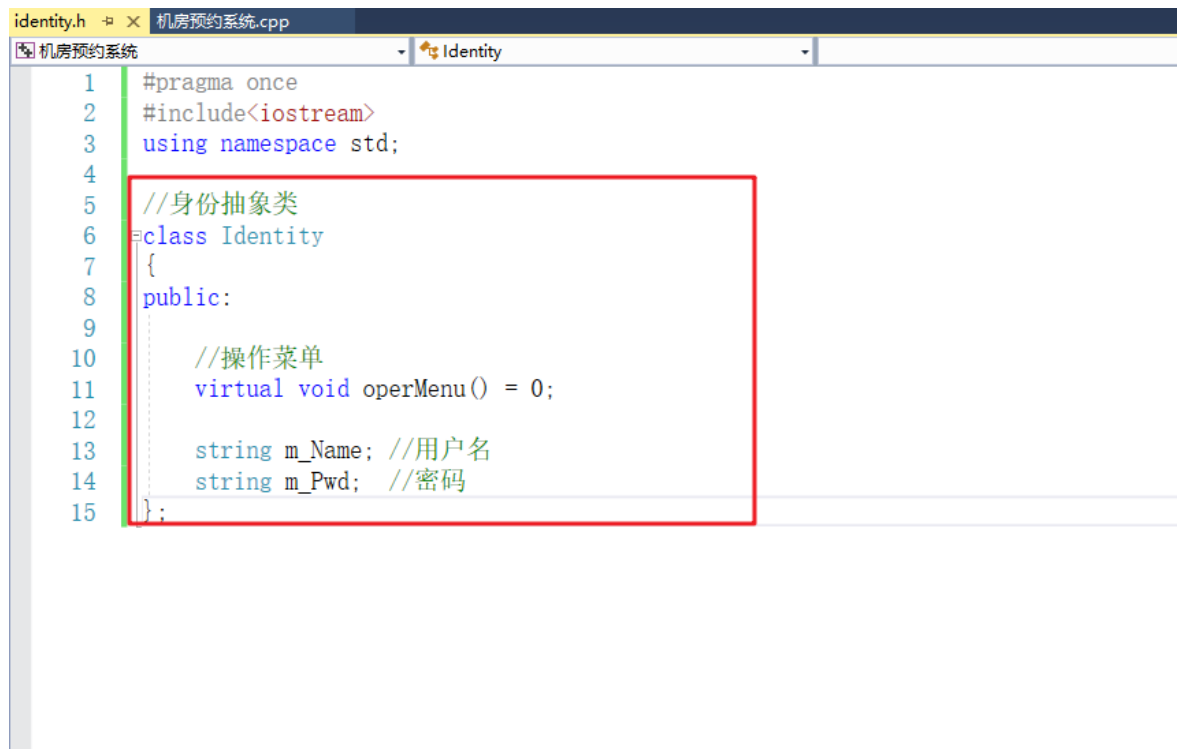 identity.h 机房预约系统.cpp
机房预约系统 Identity
1 #pragma once
2 #include<iostream>
3 using namespace std;
4
5 //身份抽象类
6 class Identity
7 {
8 public:
9
10 //操作菜单
11 virtual void operMenu() = 0;
12
13 string m_Name; //用户名
14 string m_Pwd;  //密码
15 };